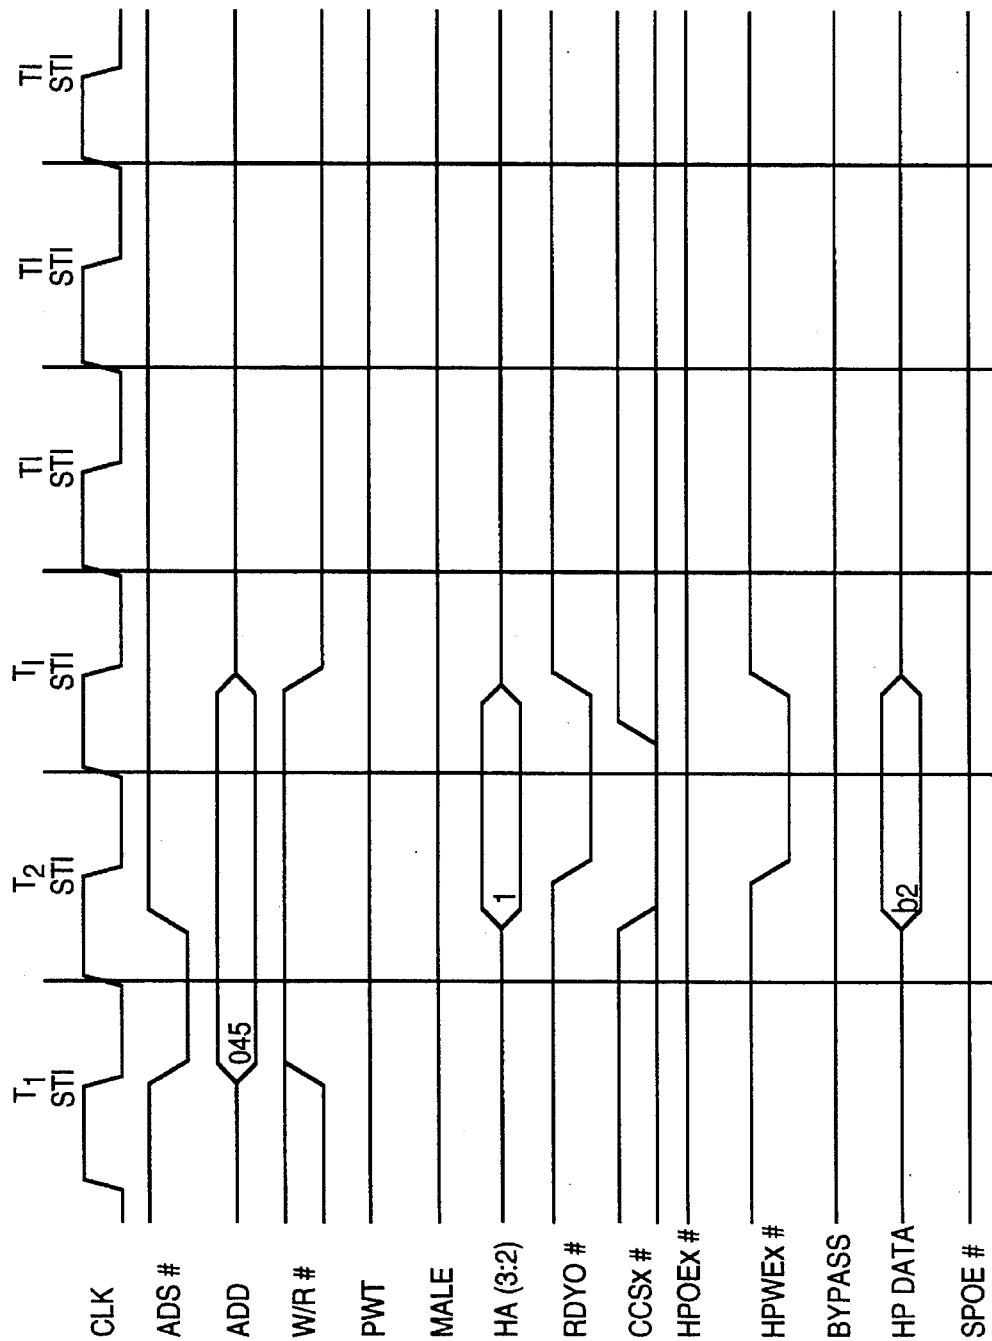 T1 T2 TI TI TI TI
STI STI STI STI STI STI
CLK
ADS #
ADD 045
W/R #
PWT
MALE
HA (3:2) 1
RDYO #
CCSx #
HPOEx #
HPWEx #
BYPASS
HP DATA b2
SPOE #